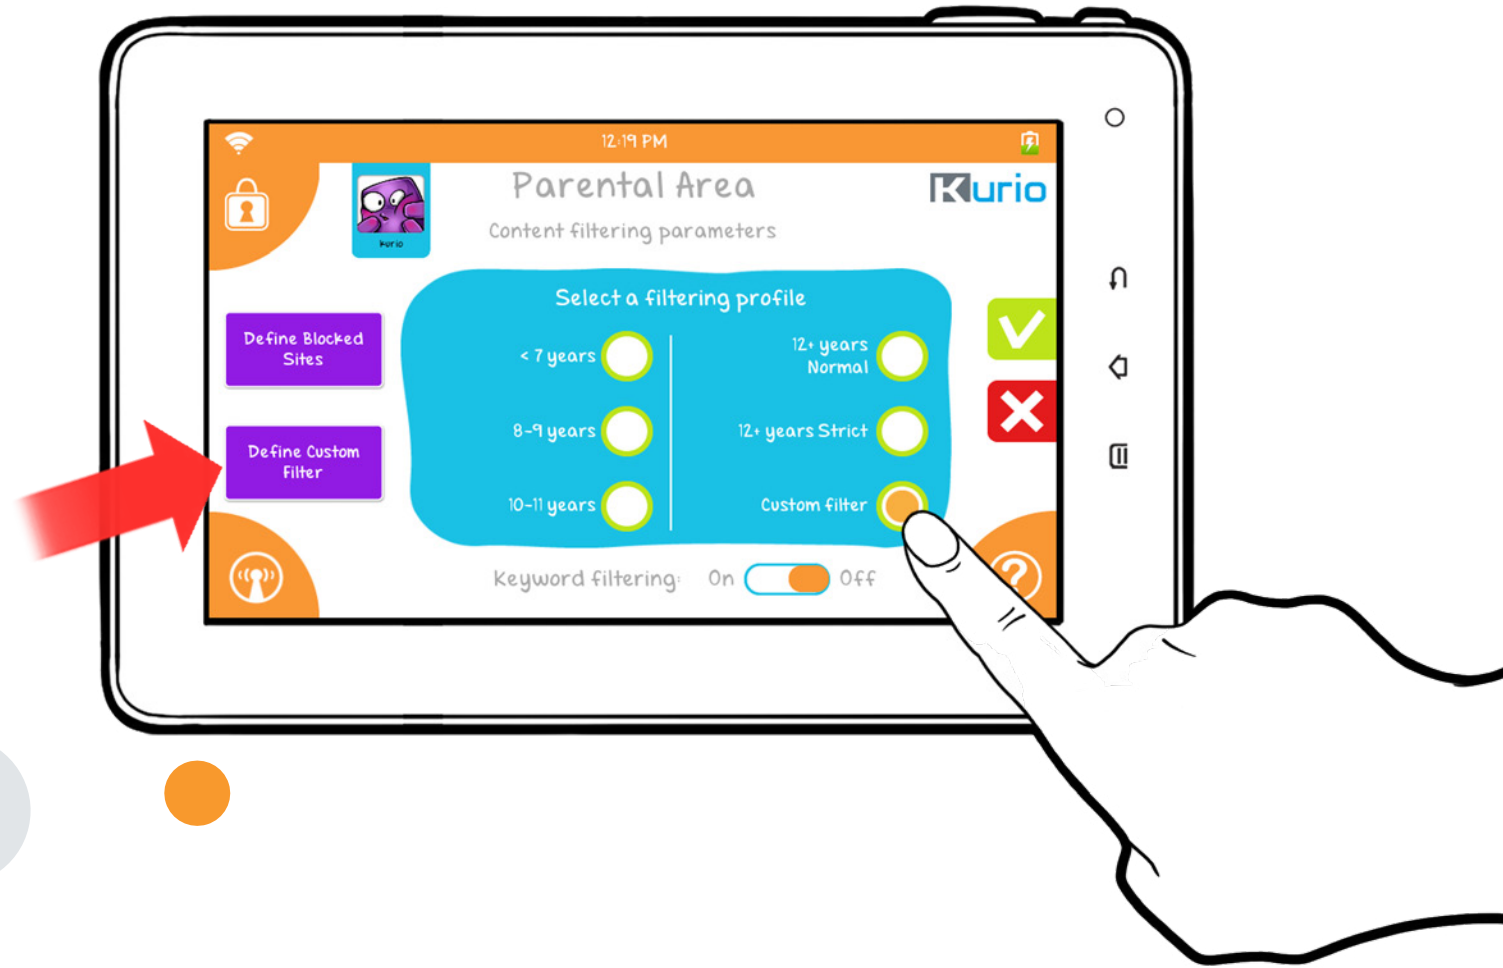 12:19 PM
Parental Area
Kurio
Content filtering parameters
kurio
Select a filtering profile
Define Blocked
Sites
< 7 years
12+ years
Normal
8-9 years
12+ years Strict
Define Custom
Filter
10-11 years
Custom filter
Keyword filtering: On Off
?